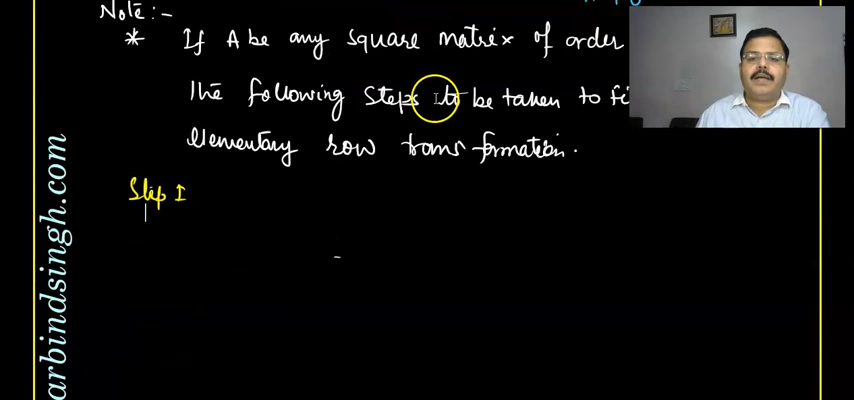 Note:-
* If A be any square matrix of order
The following Steps to be taken to fi
Elementary row transformation.
Step I
arbindsingh.com